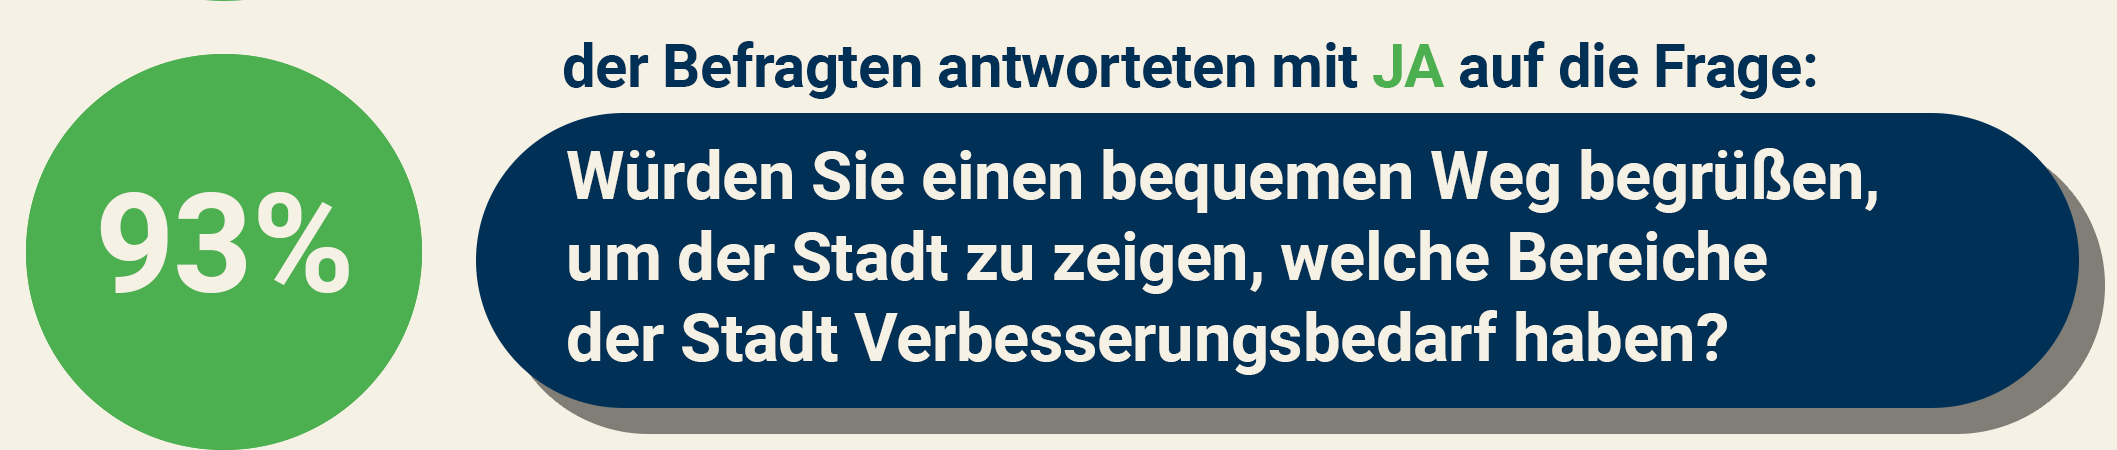 93%
der Befragten antworteten mit JA auf die Frage:
Würden Sie einen bequemen Weg begrüßen,
um der Stadt zu zeigen, welche Bereiche
der Stadt Verbesserungsbedarf haben?